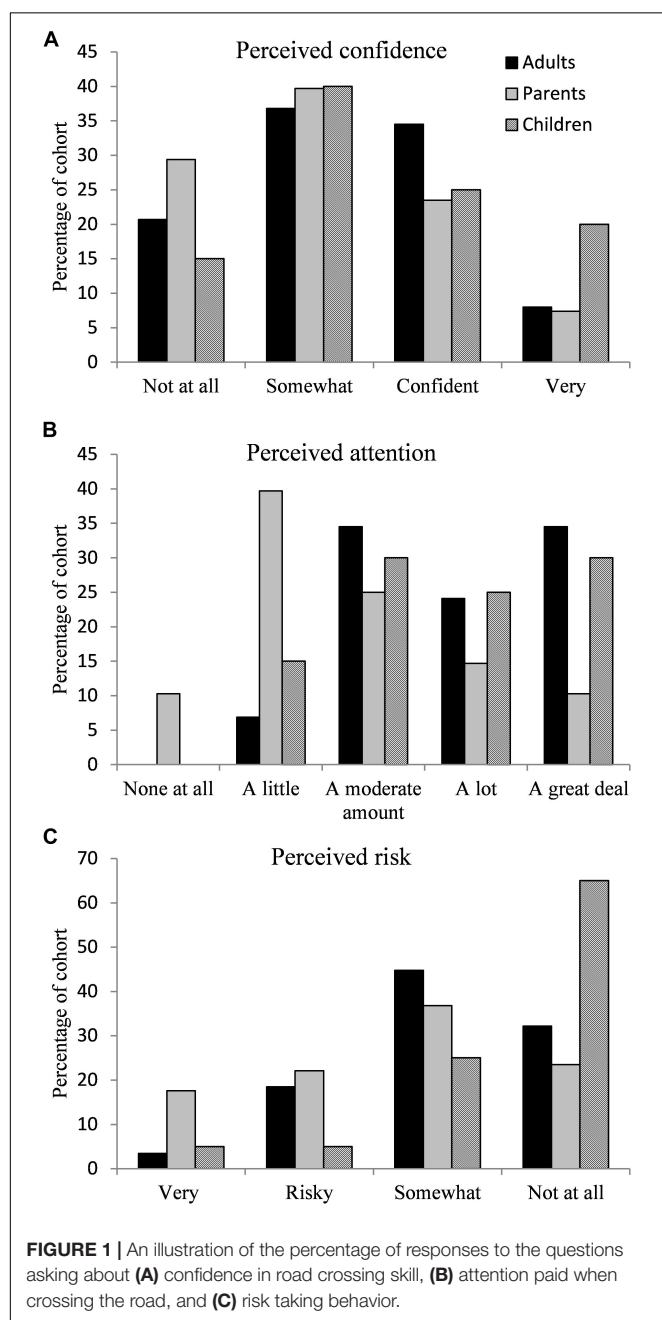 A
Perceived confidence
Adults
Parents
Children
Percentage of cohort
45
40
35
30
25
20
15
10
5
0
Not at all Somewhat Confident Very
B
Perceived attention
Percentage of cohort
45
40
35
30
25
20
15
10
5
0
None at all A little A moderate A lot A great deal
amount
C
Perceived risk
Percentage of cohort
70
60
50
40
30
20
10
0
Very Risky Somewhat Not at all
FIGURE 1 | An illustration of the percentage of responses to the questions
asking about (A) confidence in road crossing skill, (B) attention paid when
crossing the road, and (C) risk taking behavior.